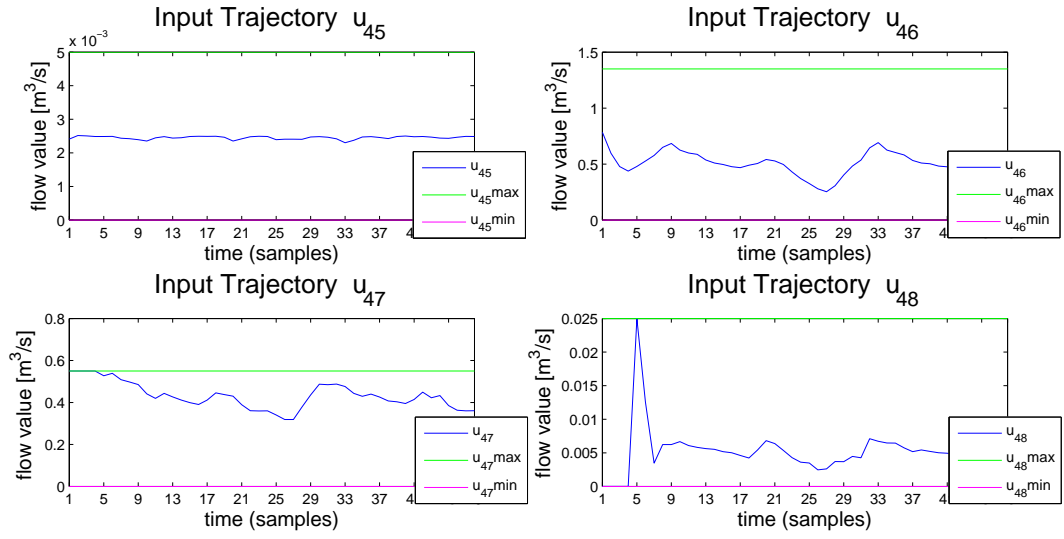 Input Trajectory u45
x 10^-3
flow value [m^3/s]
5
4
3
2
1
0
1 5 9 13 17 21 25 29 33 37 4
time (samples)
u45
u45max
u45min
Input Trajectory u46
flow value [m^3/s]
1.5
1
0.5
0
1 5 9 13 17 21 25 29 33 37 4
time (samples)
u46
u46max
u46min
Input Trajectory u47
flow value [m^3/s]
0.8
0.6
0.4
0.2
0
1 5 9 13 17 21 25 29 33 37 4
time (samples)
u47
u47max
u47min
Input Trajectory u48
flow value [m^3/s]
0.025
0.02
0.015
0.01
0.005
0
1 5 9 13 17 21 25 29 33 37 4
time (samples)
u48
u48max
u48min